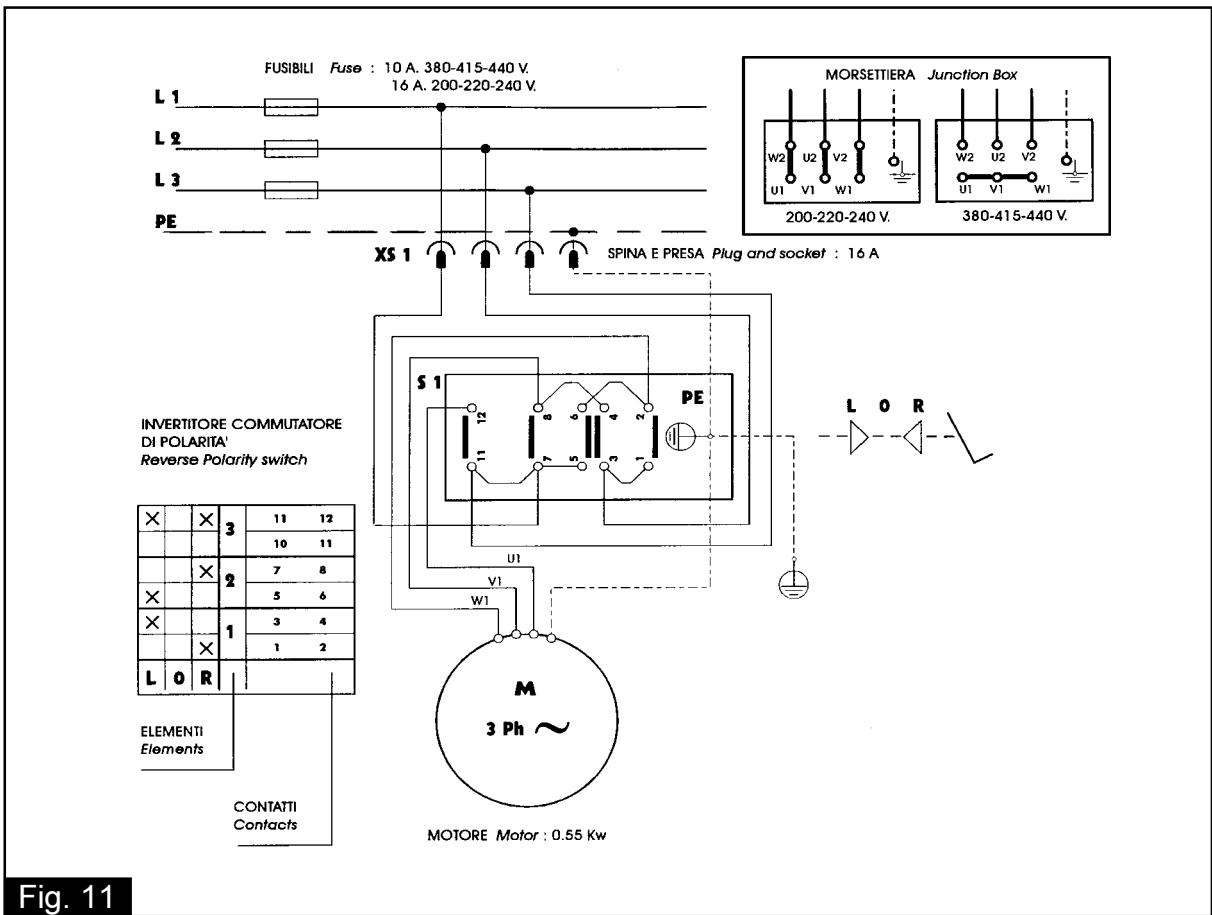 FUSIBILI Fuse : 10 A. 380-415-440 V.
16 A. 200-220-240 V.
L 1
L 2
L 3
PE
MORSETTIERA Junction Box
W2 U2 V2
U1 V1 W1
200-220-240 V.
W2 U2 V2
U1 V1 W1
380-415-440 V.
XS 1
SPINA E PRESA Plug and socket : 16 A
S 1
12 8 6 4 2
PE
11 7 5 3 1
L O R
INVERTITORE COMMUTATORE
DI POLARITA'
Reverse Polarity switch
X X 3 11 12
10 11
X 2 7 8
X 5 6
X 1 3 4
X 1 2
L O R
U1
V1
W1
M
3 Ph ~
ELEMENTI
Elements
CONTATTI
Contacts
MOTORE Motor : 0.55 Kw
Fig. 11